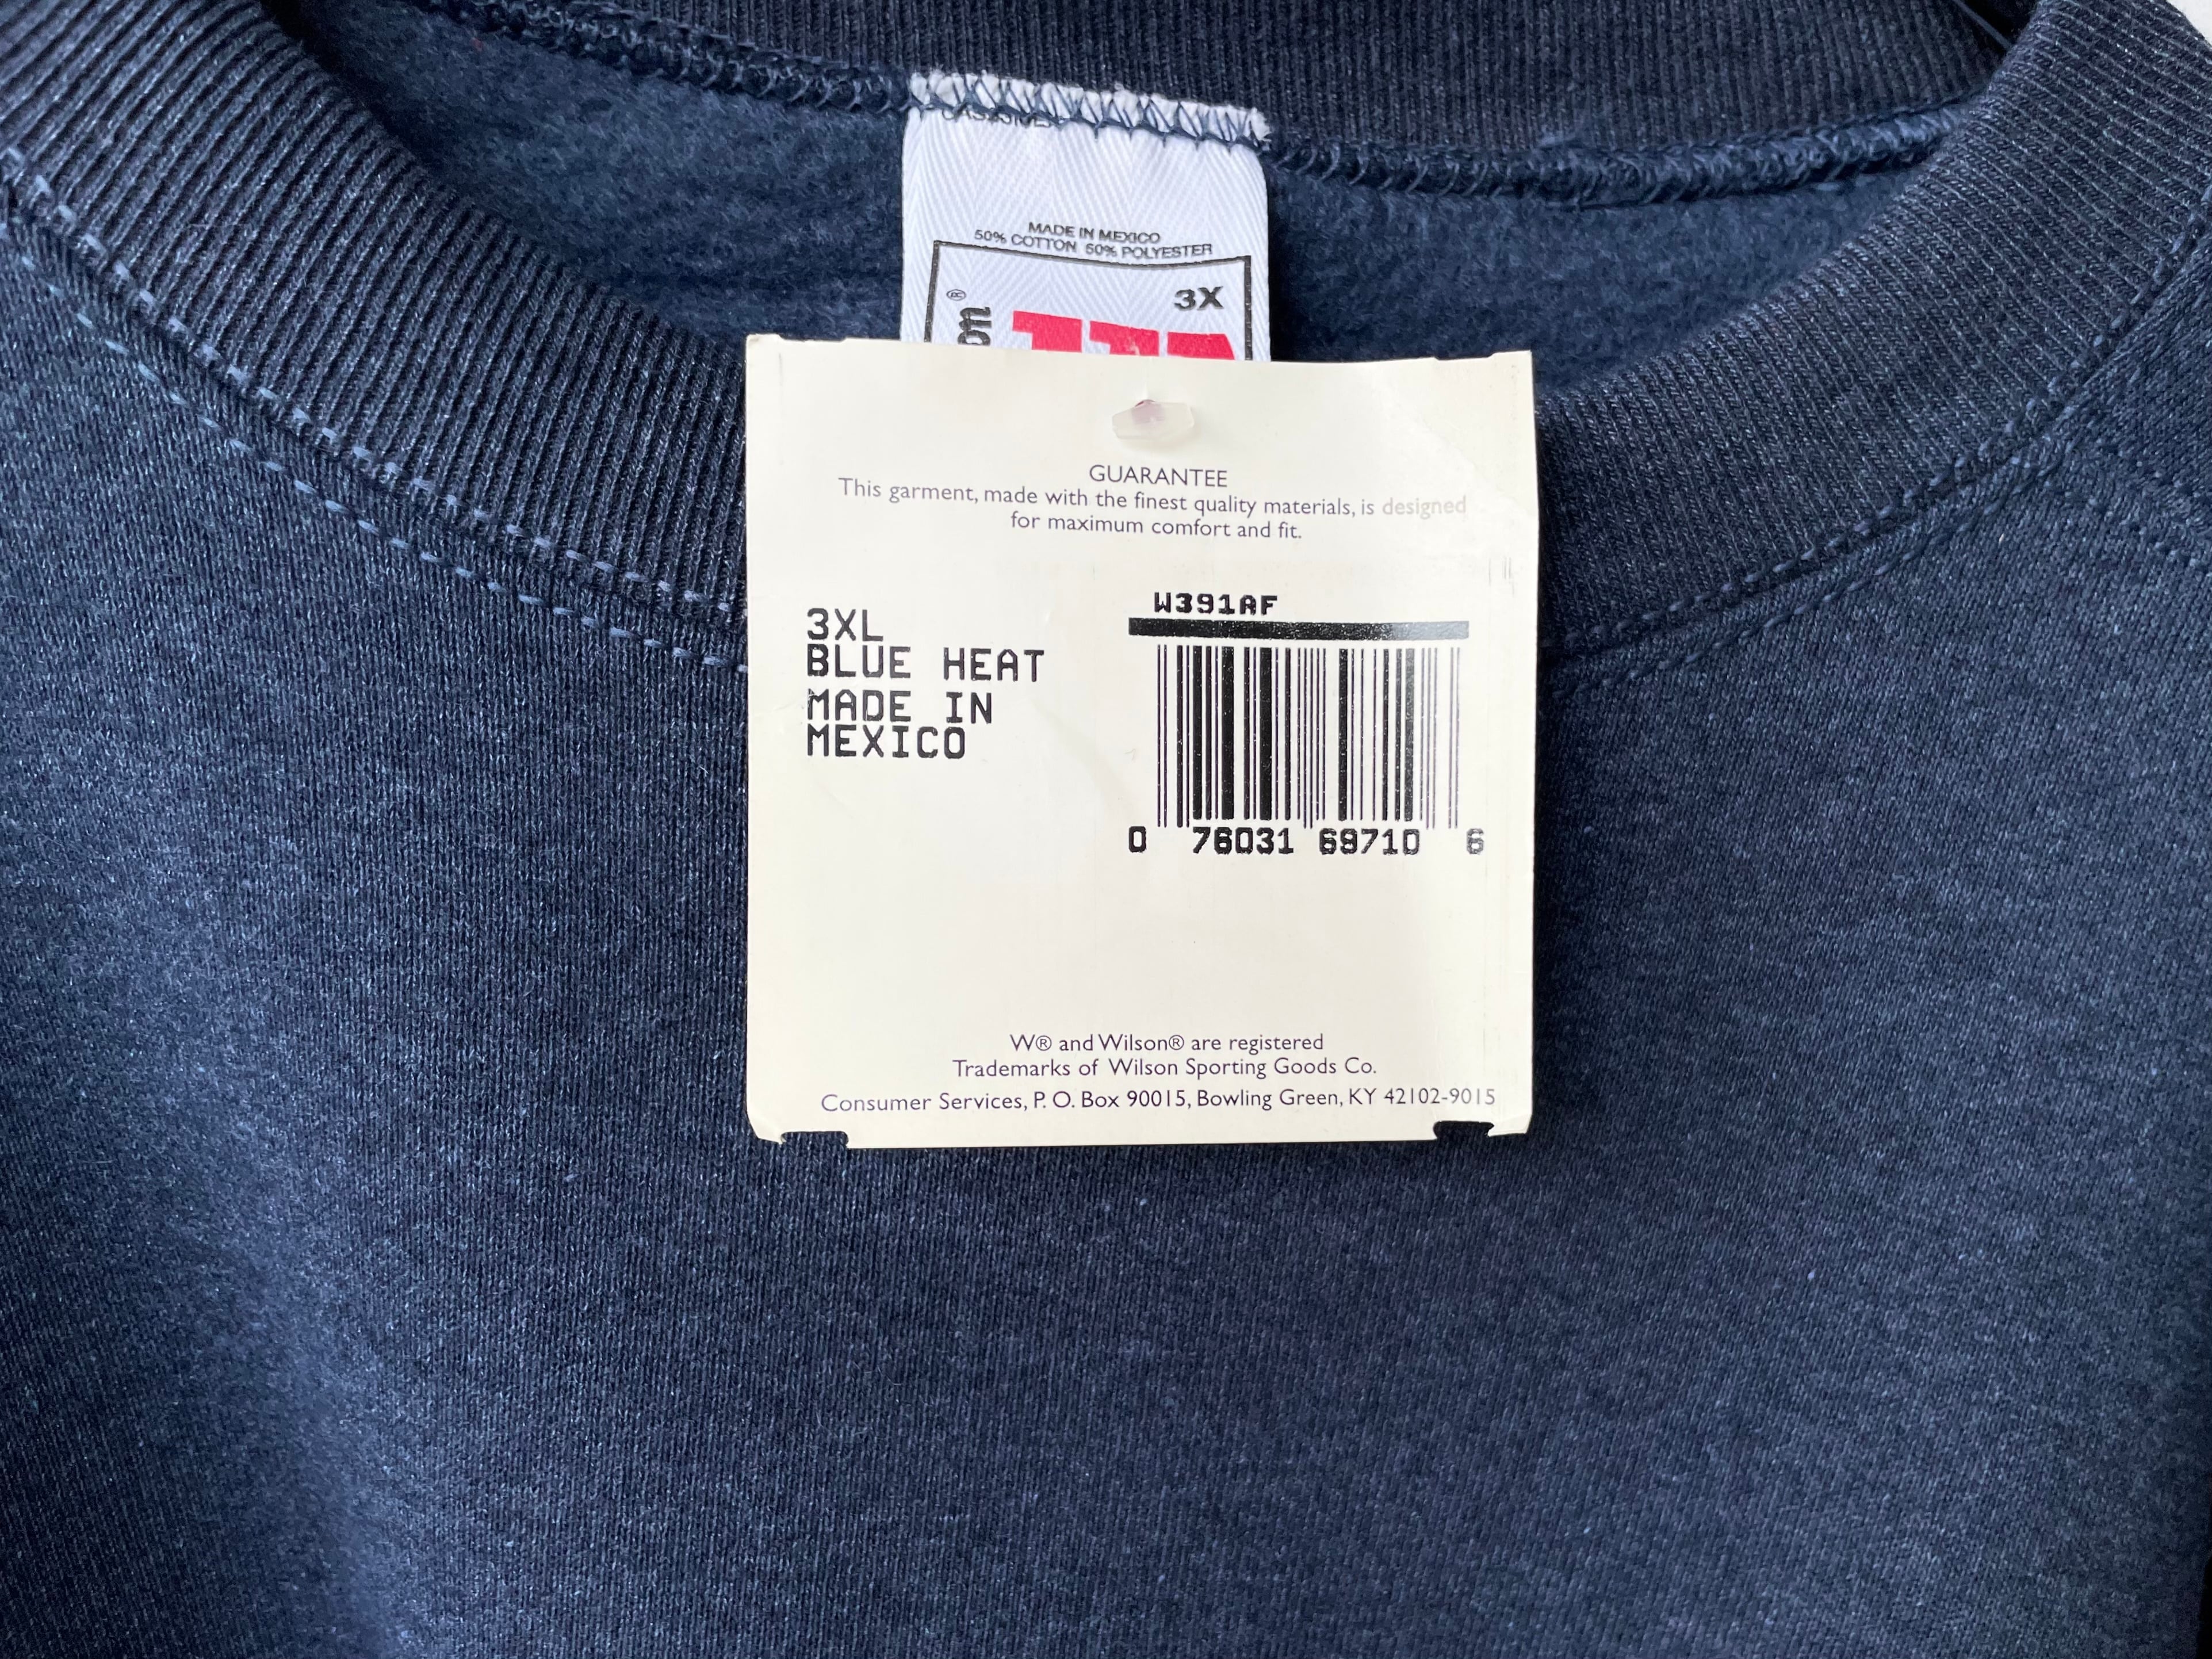 MADE IN MEXICO
50% COTTON 50% POLYESTER
3X
®
on
GUARANTEE
This garment, made with the finest quality materials, is designed
for maximum comfort and fit.
W391AF
3XL
BLUE HEAT
MADE IN
MEXICO
0 76031 69710 6
W® and Wilson® are registered
Trademarks of Wilson Sporting Goods Co.
Consumer Services, P. O. Box 90015, Bowling Green, KY 42102-9015